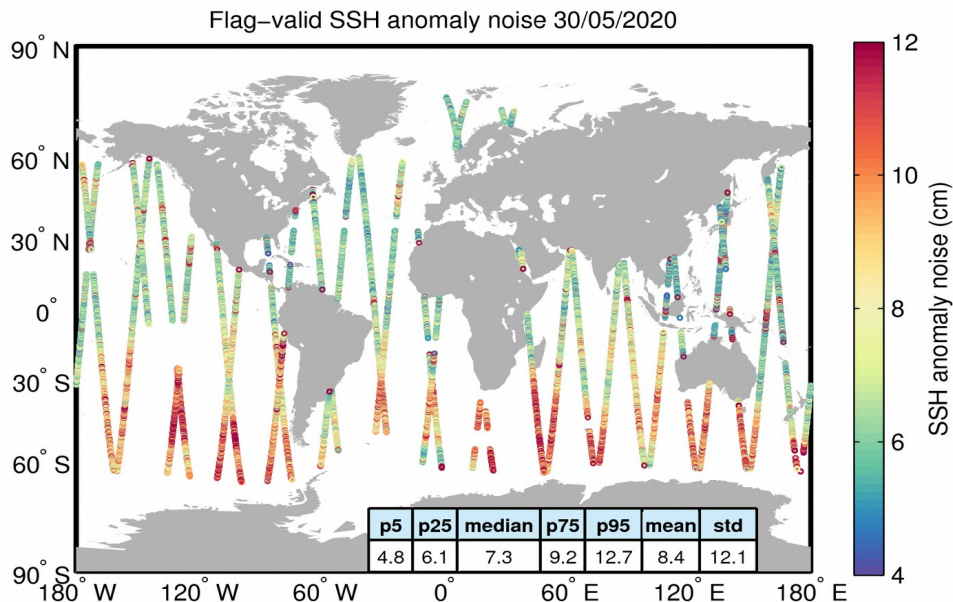 Flag−valid SSH anomaly noise 30/05/2020
90° N
60° N
30° N
0°
30° S
60° S
90° S
180° W
120° W
60° W
0°
60° E
120° E
180° E
p5 p25 median p75 p95 mean std
4.8 6.1 7.3 9.2 12.7 8.4 12.1
12
10
8
6
4
SSH anomaly noise (cm)